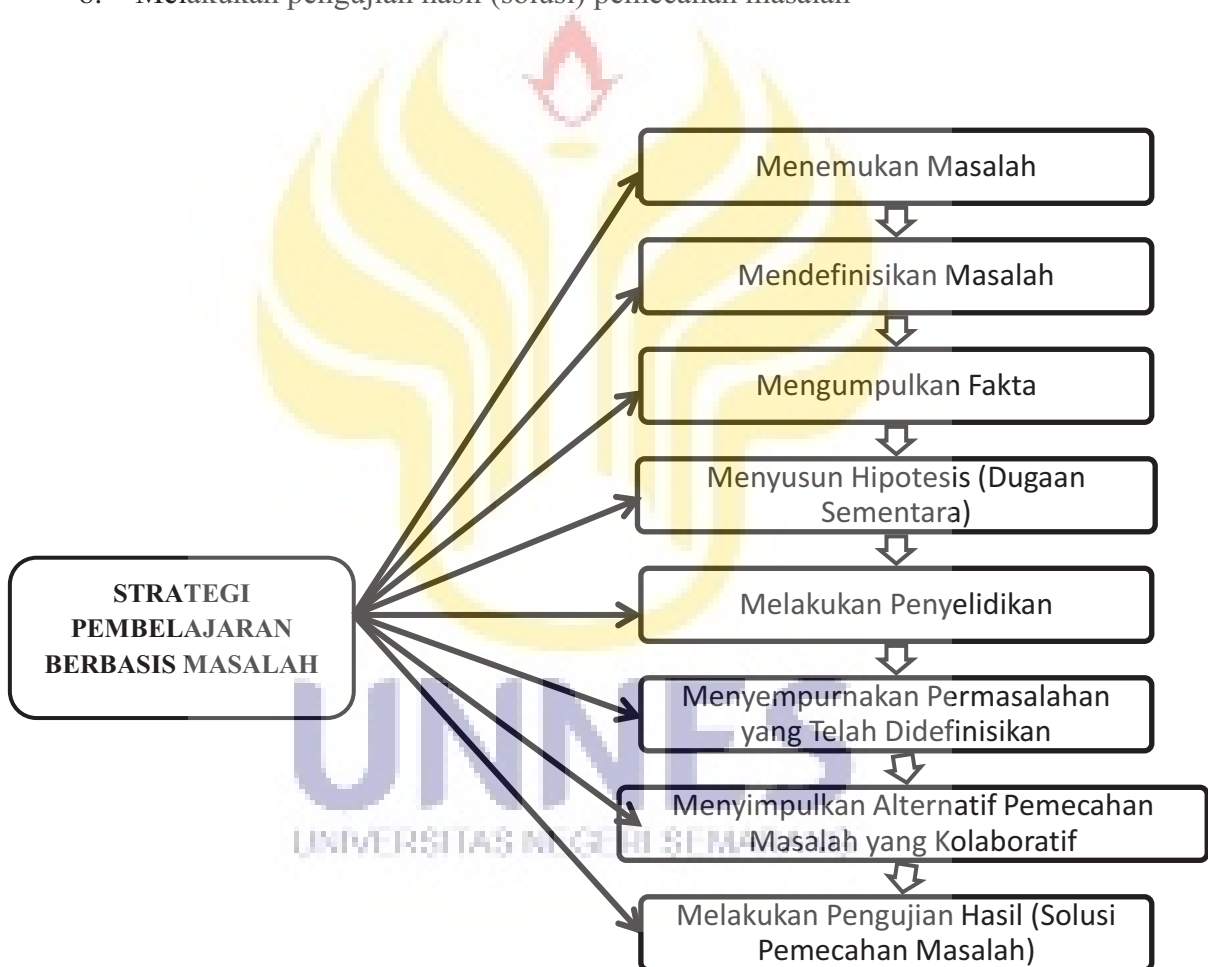 8. Melakukan pengujian hasil (solusi) pemecahan masalah
Menemukan Masalah
Mendefinisikan Masalah
Mengumpulkan Fakta
Menyusun Hipotesis (Dugaan
Sementara)
STRATEGI
PEMBELAJARAN
BERBASIS MASALAH
Melakukan Penyelidikan
Menyempurnakan Permasalahan
yang Telah Didefinisikan
Menyimpulkan Alternatif Pemecahan
Masalah yang Kolaboratif
Melakukan Pengujian Hasil (Solusi
Pemecahan Masalah)
UNNES
UNIVERSITAS NEGERI SEMARANG